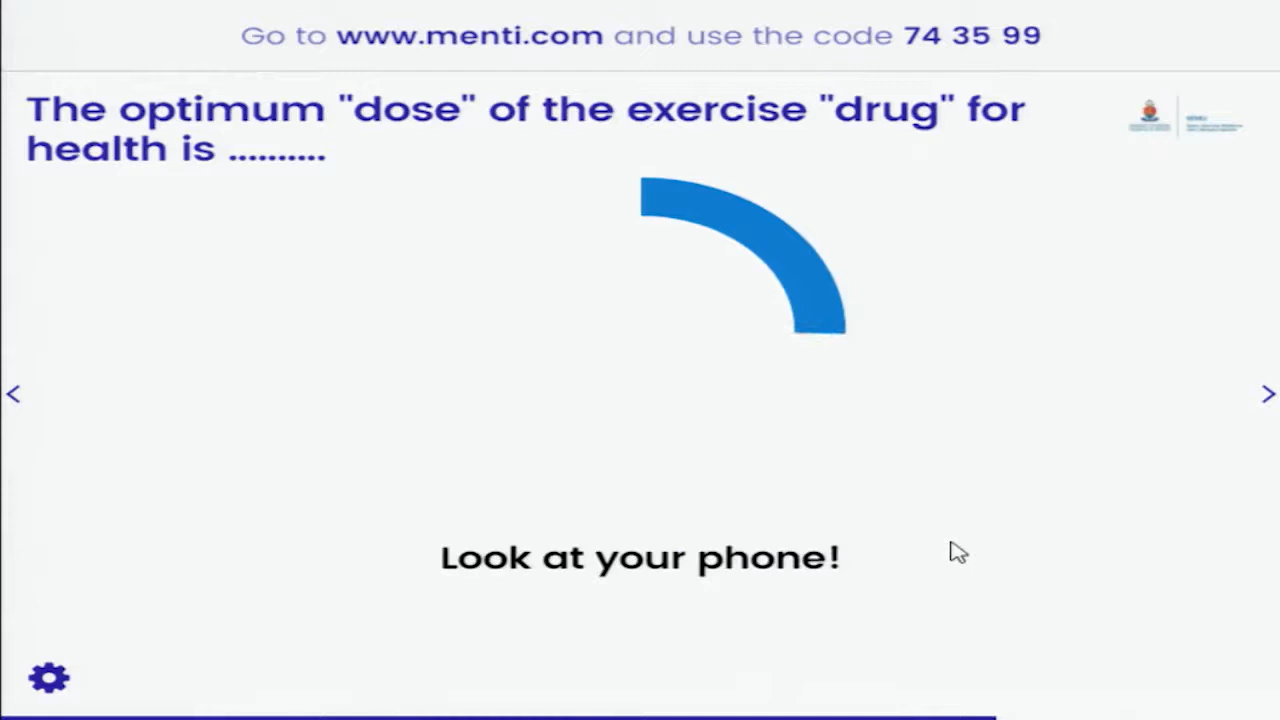 Go to www.menti.com and use the code 74 35 99
The optimum "dose" of the exercise "drug" for
health is ..........
Look at your phone!